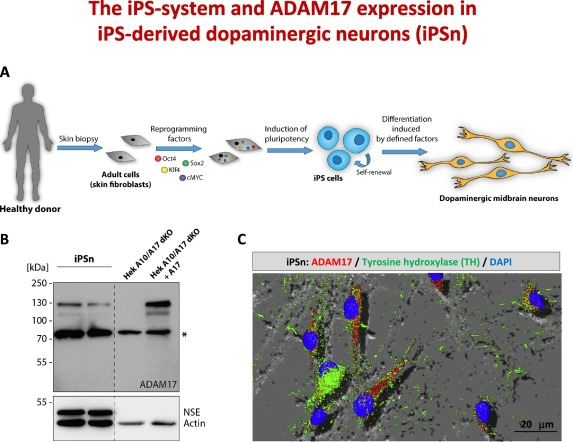 The iPS-system and ADAM17 expression in
iPS-derived dopaminergic neurons (iPSn)
A
Skin biopsy
Reprogramming
factors
Oct4
Sox2
Klf4
cMYC
Induction of
pluripotency
Differentiation
induced
by defined factors
Healthy donor
Adult cells
(skin fibroblasts)
iPS cells
Self-renewal
Dopaminergic midbrain neurons
B
iPSn
Hek A10/A17 dKO
Hek A10/A17 dKO
+ A17
[kDa]
250
130
100
70
*
55
35
ADAM17
55
NSE
Actin
C
iPSn: ADAM17 / Tyrosine hydroxylase (TH) / DAPI
20 µm